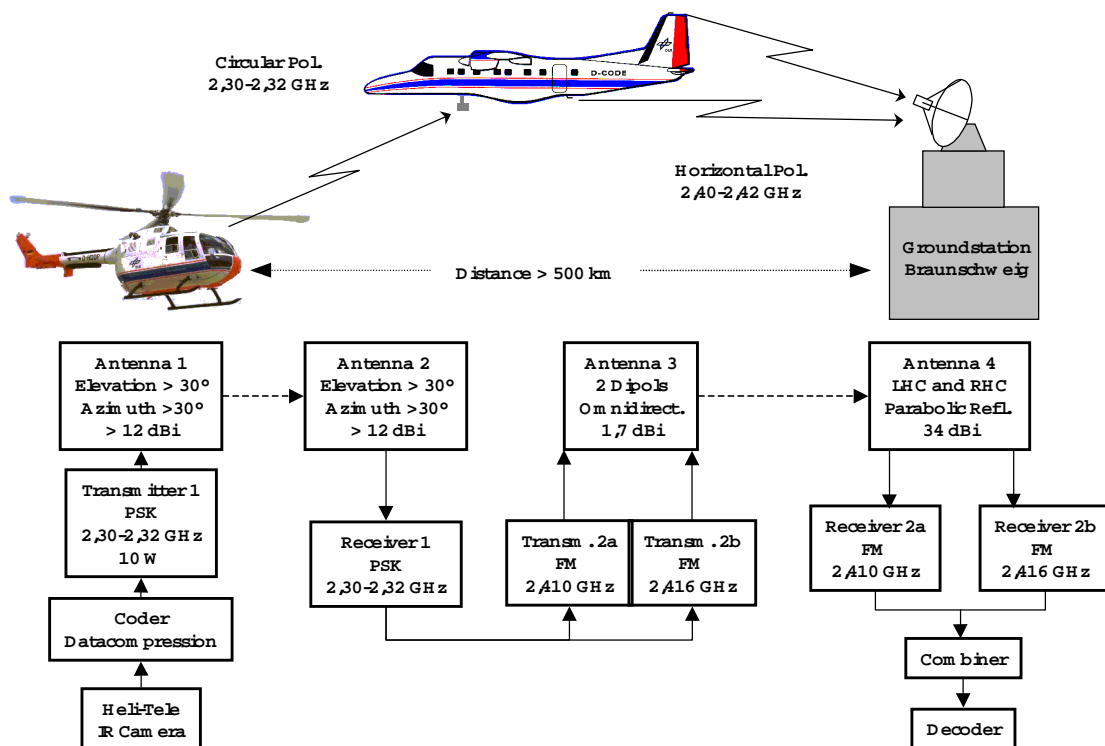 Circular Pol.
2,30-2,32 GHz
D-CODE
DLR
Horizontal Pol.
2,40-2,42 GHz
Groundstation
Braunschweig
Distance > 500 km
Antenna 1
Elevation > 30°
Azimuth >30°
> 12 dBi
Antenna 2
Elevation > 30°
Azimuth >30°
> 12 dBi
Antenna 3
2 Dipols
Omnidirect.
1,7 dBi
Antenna 4
LHC and RHC
Parabolic Refl.
34 dBi
Transmitter 1
PSK
2,30-2,32 GHz
10 W
Receiver 1
PSK
2,30-2,32 GHz
Transm. 2a
FM
2,410 GHz
Transm. 2b
FM
2,416 GHz
Receiver 2a
FM
2,410 GHz
Receiver 2b
FM
2,416 GHz
Coder
Datacompression
Combiner
Heli-Tele
IR Camera
Decoder